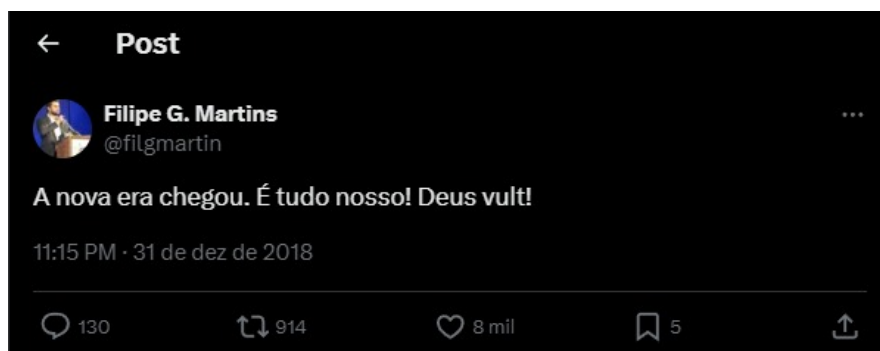 Post
Filipe G. Martins
@filgmartin
A nova era chegou. É tudo nosso! Deus vult!
11:15 PM · 31 de dez de 2018
130 914 8 mil 5